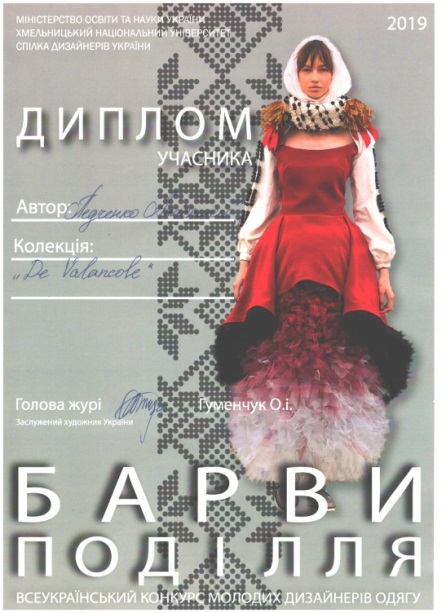 МІНІСТЕРСТВО ОСВІТИ ТА НАУКИ УКРАЇНИ
ХМЕЛЬНИЦЬКИЙ НАЦІОНАЛЬНИЙ УНІВЕРСИТЕТ
СПІЛКА ДИЗАЙНЕРІВ УКРАЇНИ
2019
ДИПЛОМ
УЧАСНИКА
Автор:
Колекція:
„De Valancole"
Голова журі Гуменчук О.і.
Заслужений художник України
БАРВИ
ПОДІЛЛЯ
ВСЕУКРАЇНСЬКИЙ КОНКУРС МОЛОДИХ ДИЗАЙНЕРІВ ОДЯГУ